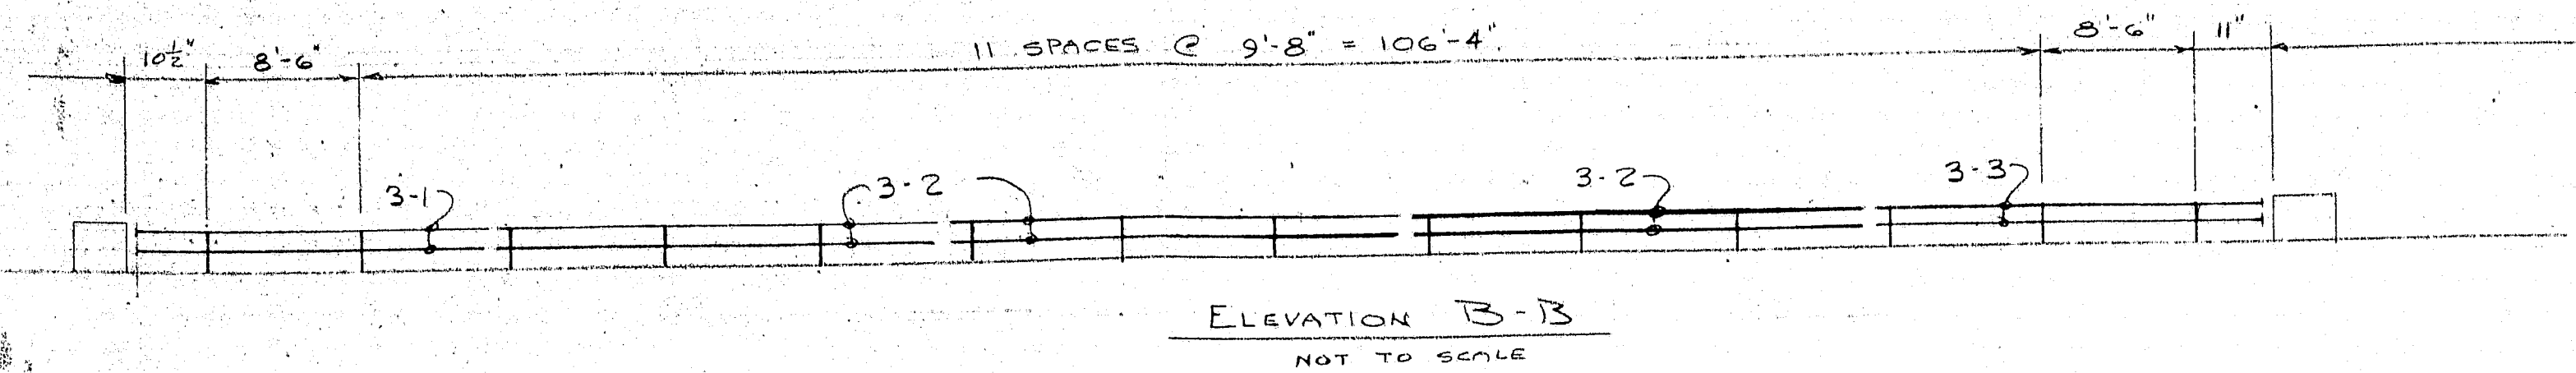 10½" 8'-6" 11 SPACES @ 9'-8" = 106'-4" 8'-6" 11"
3-1 3-2 3-2 3-3
ELEVATION B-B
NOT TO SCALE